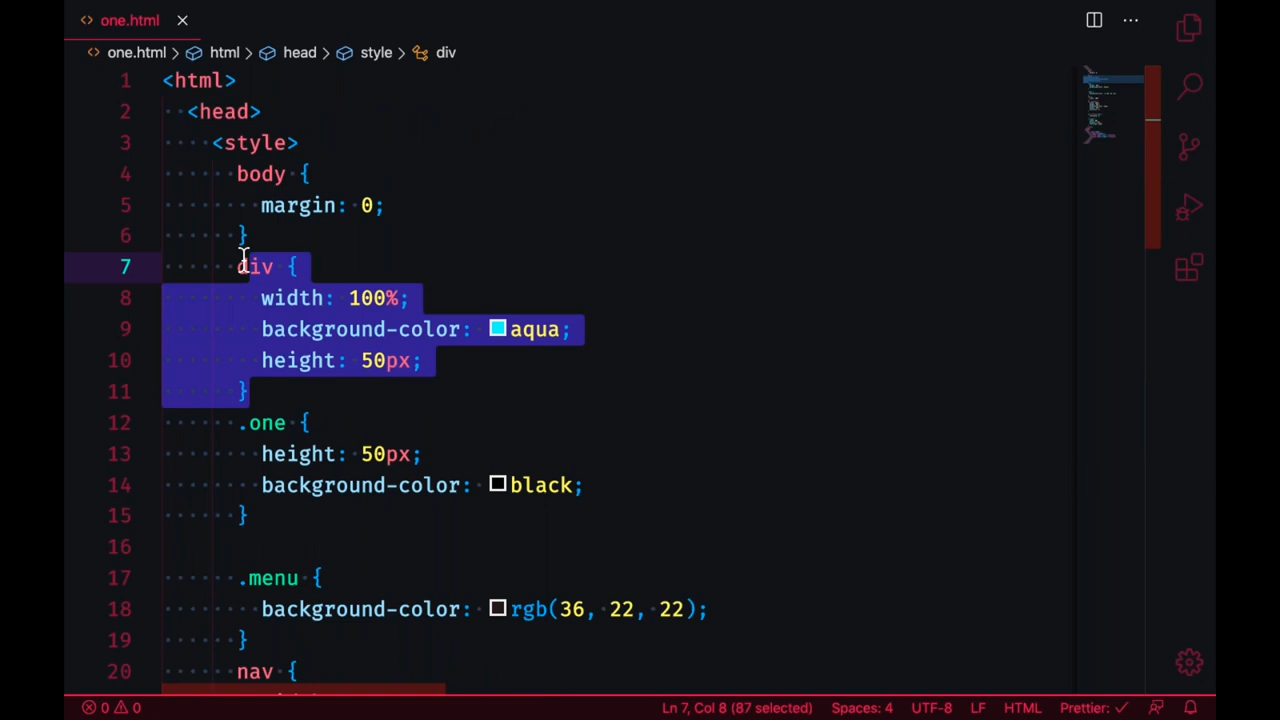 one.html
one.html > html > head > style > div
1 <html>
2 <head>
3 <style>
4 body {
5 margin: 0;
6 }
7 div {
8 width: 100%;
9 background-color: aqua;
10 height: 50px;
11 }
12 .one {
13 height: 50px;
14 background-color: black;
15 }
16
17 .menu {
18 background-color: rgb(36, 22, 22);
19 }
20 nav {
0 0 Ln 7, Col 8 (87 selected) Spaces: 4 UTF-8 LF HTML Prettier: ✓